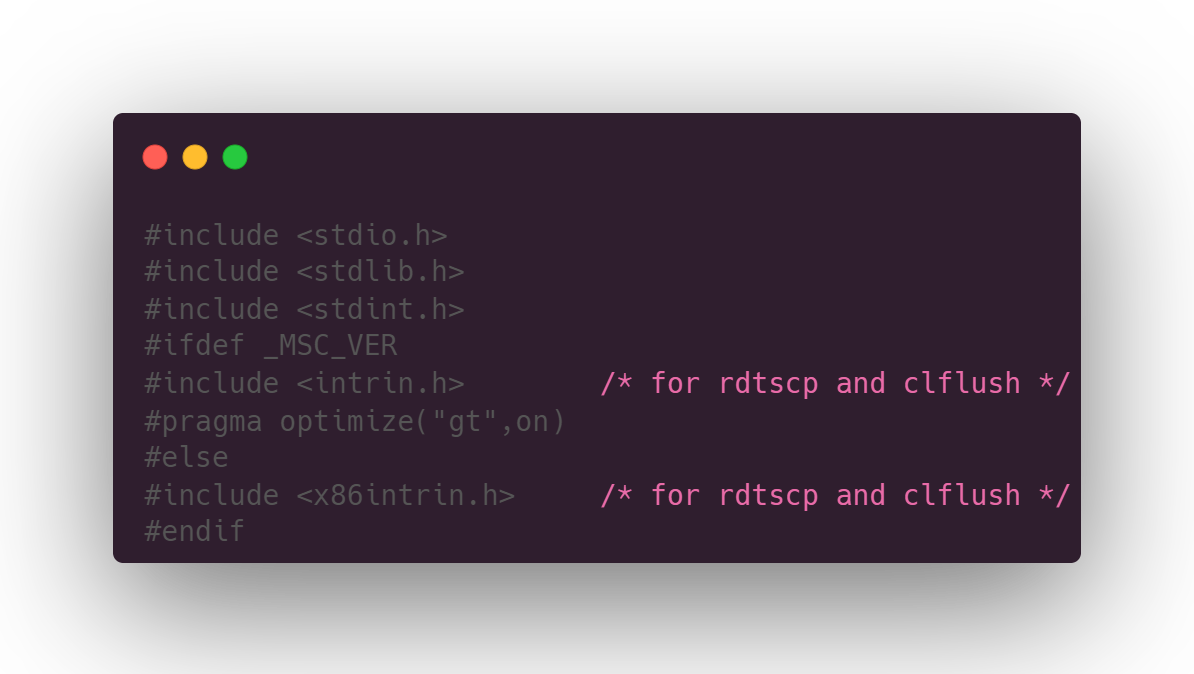 #include <stdio.h>
#include <stdlib.h>
#include <stdint.h>
#ifdef _MSC_VER
#include <intrin.h>        /* for rdtscp and clflush */
#pragma optimize("gt",on)
#else
#include <x86intrin.h>     /* for rdtscp and clflush */
#endif